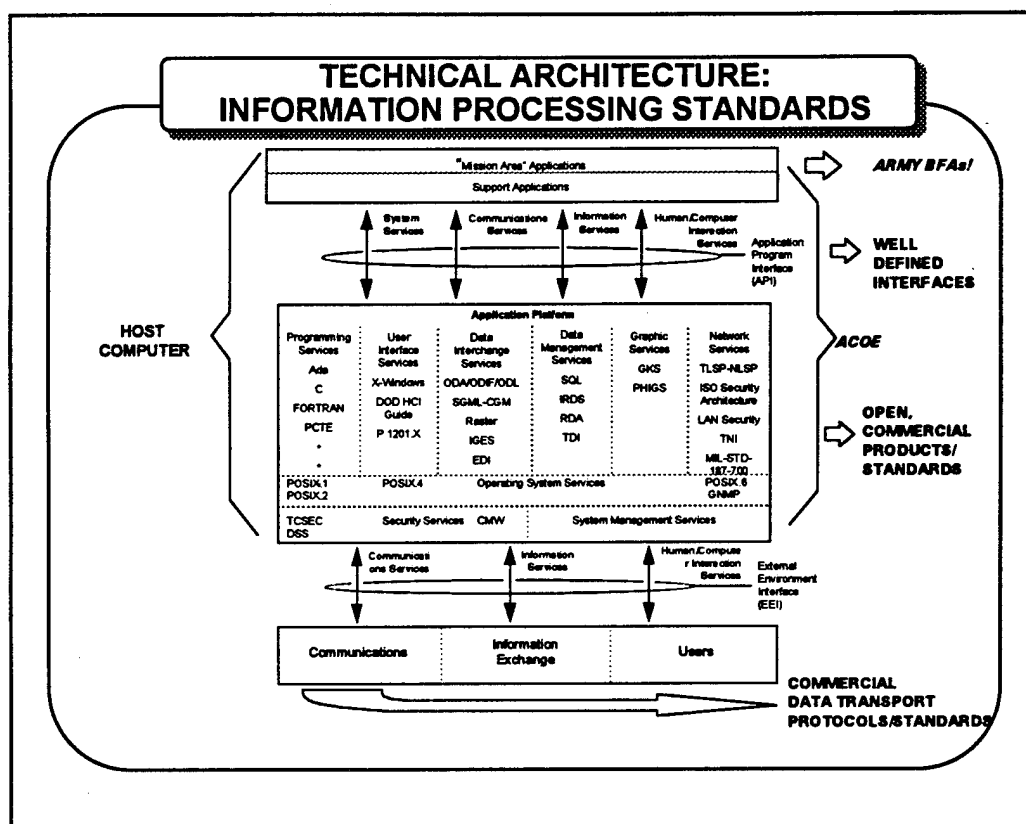 TECHNICAL ARCHITECTURE:
INFORMATION PROCESSING STANDARDS
"Mission Area" Applications
Support Applications
ARMY BFAs!
System
Services
Communications
Services
Information
Services
Human/Computer
Interaction
Services
Application
Program
Interface
(API)
WELL
DEFINED
INTERFACES
HOST
COMPUTER
ACOE
Application Platform
Programming
Services
Ada
C
FORTRAN
PCTE
*
*
User
Interface
Services
X-Windows
DOD HCI
Guide
P 1201.X
Data
Interchange
Services
ODA/ODIF/ODL
SGML-CGM
Raster
IGES
EDI
Data
Management
Services
SQL
IRDS
RDA
TDI
Graphic
Services
GKS
PHIGS
Network
Services
TLSP-NLSP
ISO Security
Architecture
LAN Security
TNI
MIL-STD-
187-700
OPEN,
COMMERCIAL
PRODUCTS/
STANDARDS
POSIX.1
POSIX.2
POSIX.4
Operating System Services
POSIX.6
GNMP
TCSEC
DSS
Security Services CMW
System Management Services
Communicati
ons Services
Information
Services
Human/Compute
r Interaction
Services
External
Environment
Interface
(EEI)
Communications
Information
Exchange
Users
COMMERCIAL
DATA TRANSPORT
PROTOCOLS/STANDARDS